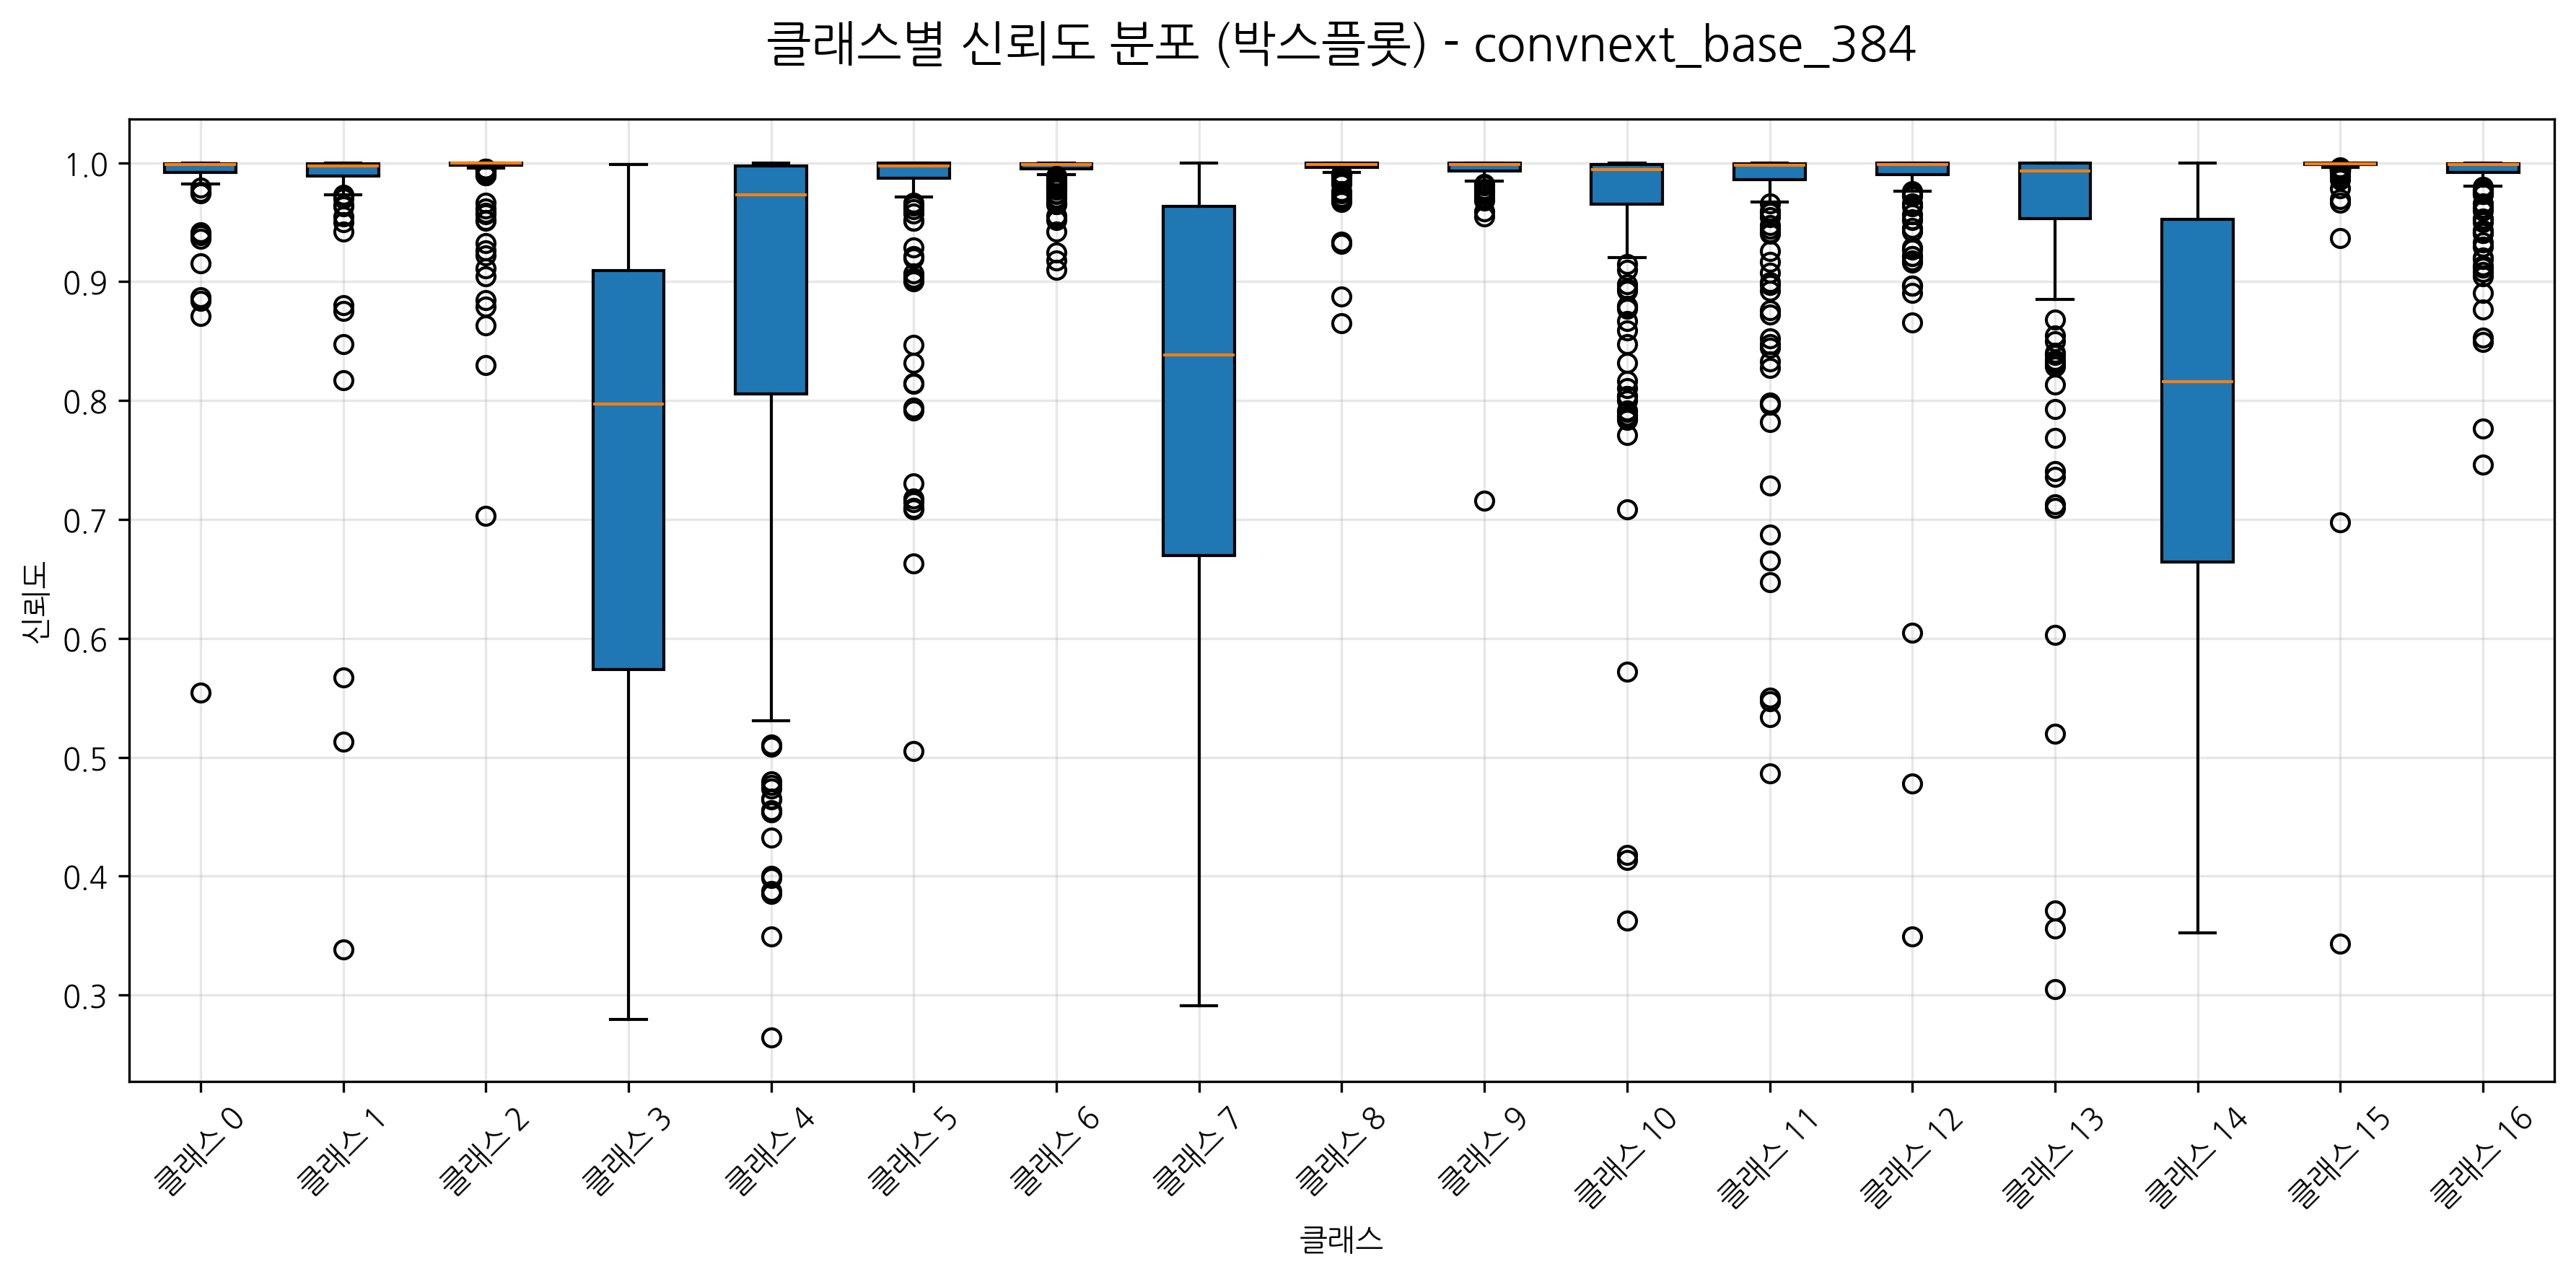 클래스별 신뢰도 분포 (박스플롯) - convnext_base_384
신뢰도
1.0
0.9
0.8
0.7
0.6
0.5
0.4
0.3
클래스 0
클래스 1
클래스 2
클래스 3
클래스 4
클래스 5
클래스 6
클래스 7
클래스 8
클래스 9
클래스 10
클래스 11
클래스 12
클래스 13
클래스 14
클래스 15
클래스 16
클래스